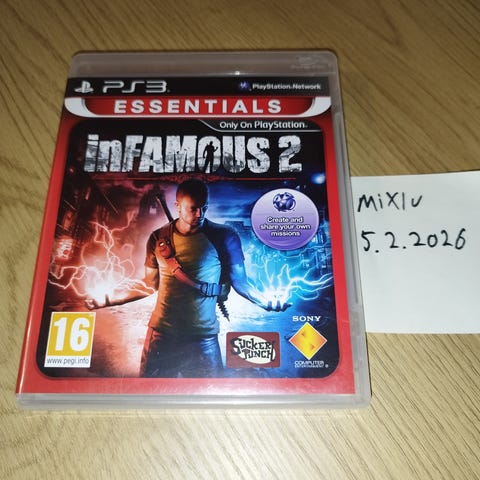 PS3
PlayStation Network
ESSENTIALS
Only On PlayStation
inFAMOUS 2
Create and
share your own
missions
16
www.pegi.info
SUCKER
PUNCH
SONY
COMPUTER
ENTERTAINMENT
MiXlu
5.2.2026